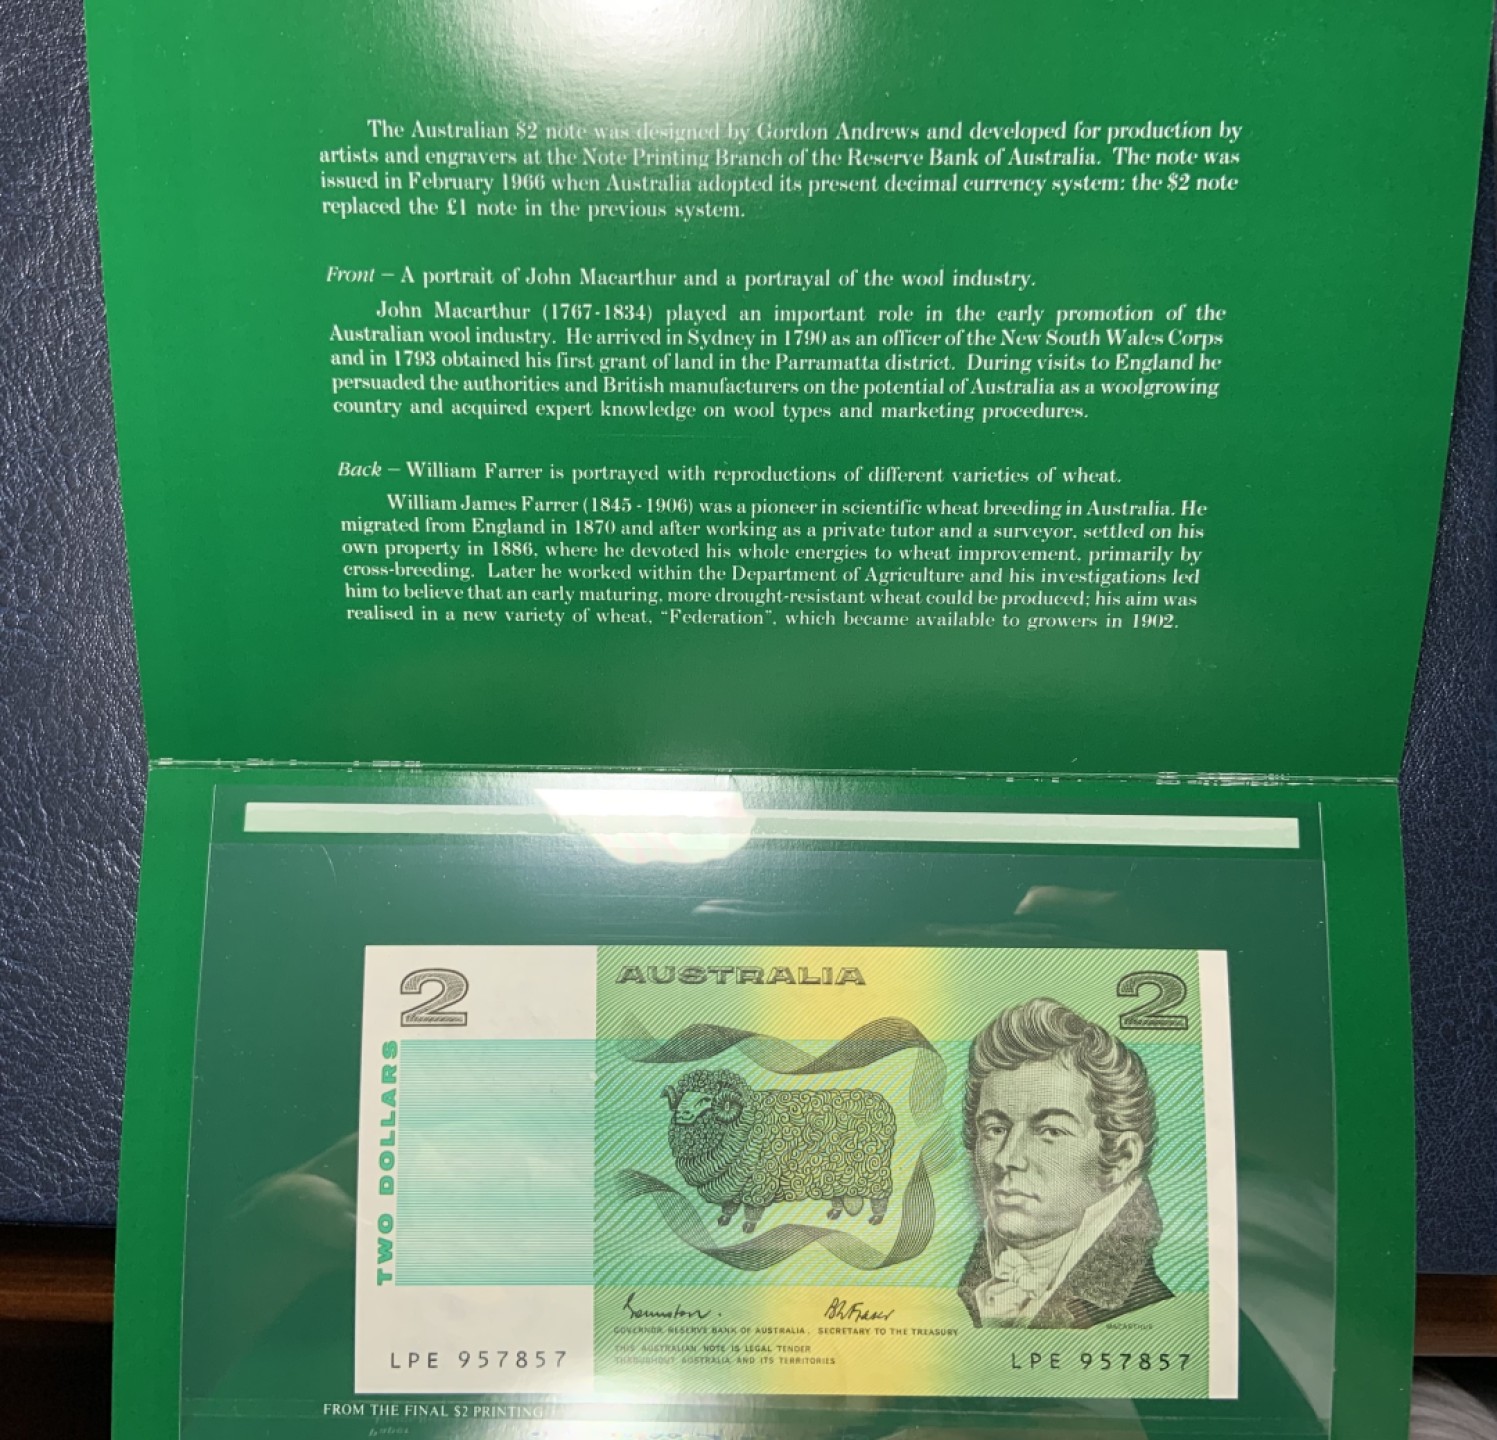 The Australian $2 note was designed by Gordon Andrews and developed for production by
artists and engravers at the Note Printing Branch of the Reserve Bank of Australia. The note was
issued in February 1966 when Australia adopted its present decimal currency system: the $2 note
replaced the £1 note in the previous system.
Front – A portrait of John Macarthur and a portrayal of the wool industry.
John Macarthur (1767-1834) played an important role in the early promotion of the
Australian wool industry. He arrived in Sydney in 1790 as an officer of the New South Wales Corps
and in 1793 obtained his first grant of land in the Parramatta district. During visits to England he
persuaded the authorities and British manufacturers on the potential of Australia as a woolgrowing
country and acquired expert knowledge on wool types and marketing procedures.
Back – William Farrer is portrayed with reproductions of different varieties of wheat.
William James Farrer (1845 - 1906) was a pioneer in scientific wheat breeding in Australia. He
migrated from England in 1870 and after working as a private tutor and a surveyor, settled on his
own property in 1886, where he devoted his whole energies to wheat improvement, primarily by
cross-breeding. Later he worked within the Department of Agriculture and his investigations led
him to believe that an early maturing, more drought-resistant wheat could be produced; his aim was
realised in a new variety of wheat, “Federation”, which became available to growers in 1902.
2 AUSTRALIA 2
TWO DOLLARS
GOVERNOR RESERVE BANK OF AUSTRALIA. SECRETARY TO THE TREASURY
THIS AUSTRALIAN NOTE IS LEGAL TENDER
THROUGHOUT AUSTRALIA AND ITS TERRITORIES
MACARTHUR
LPE 957857 LPE 957857
FROM THE FINAL $2 PRINTING